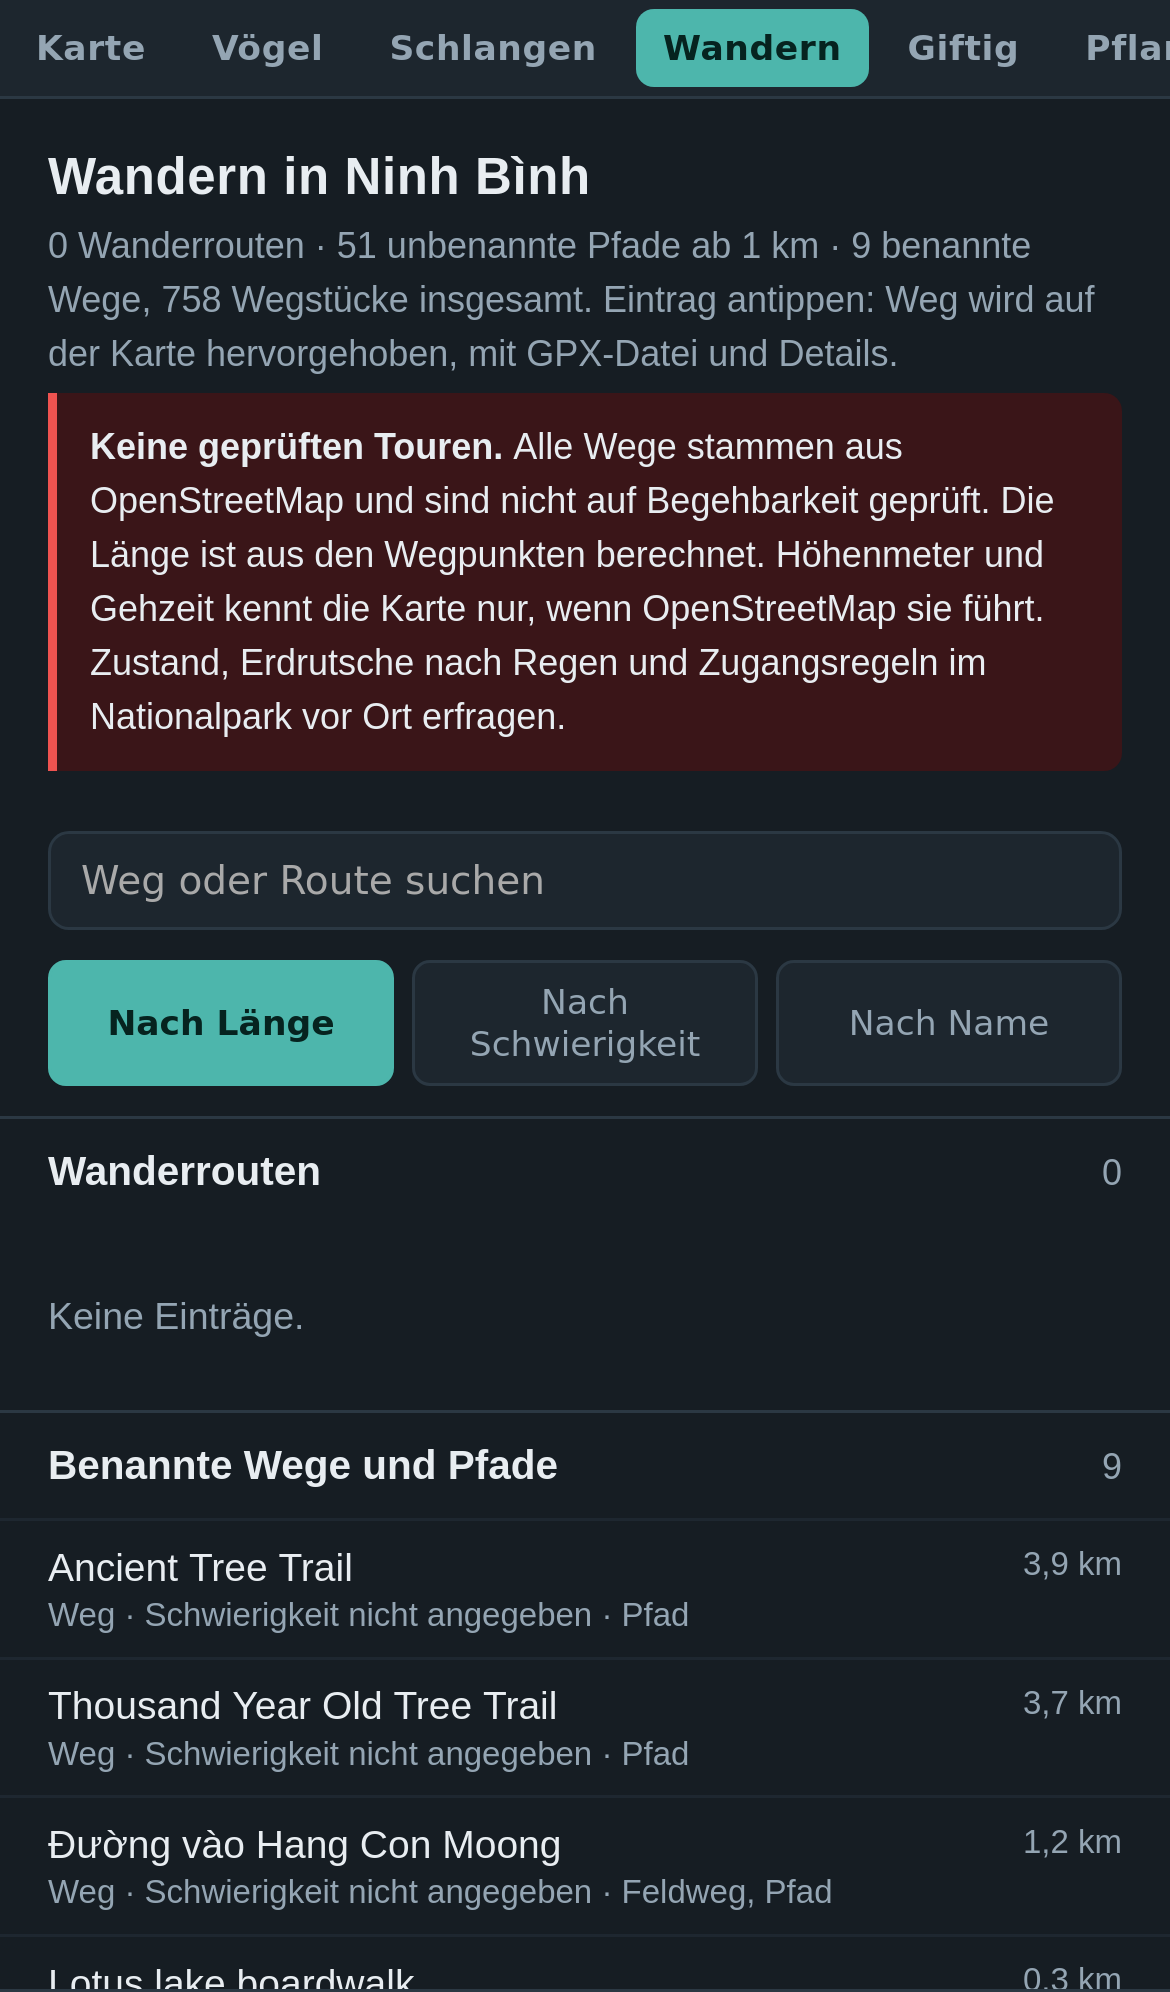 Karte Vögel Schlangen Wandern Giftig
Wandern in Ninh Bình
0 Wanderrouten · 51 unbenannte Pfade ab 1 km · 9 benannte
Wege, 758 Wegstücke insgesamt. Eintrag antippen: Weg wird auf
der Karte hervorgehoben, mit GPX-Datei und Details.
Keine geprüften Touren. Alle Wege stammen aus
OpenStreetMap und sind nicht auf Begehbarkeit geprüft. Die
Länge ist aus den Wegpunkten berechnet. Höhenmeter und
Gehzeit kennt die Karte nur, wenn OpenStreetMap sie führt.
Zustand, Erdrutsche nach Regen und Zugangsregeln im
Nationalpark vor Ort erfragen.
Weg oder Route suchen
Nach Länge
Nach
Schwierigkeit
Nach Name
Wanderrouten 0
Keine Einträge.
Benannte Wege und Pfade 9
Ancient Tree Trail 3,9 km
Weg · Schwierigkeit nicht angegeben · Pfad
Thousand Year Old Tree Trail 3,7 km
Weg · Schwierigkeit nicht angegeben · Pfad
Đường vào Hang Con Moong 1,2 km
Weg · Schwierigkeit nicht angegeben · Feldweg, Pfad
Lotus lake boardwalk 0,3 km